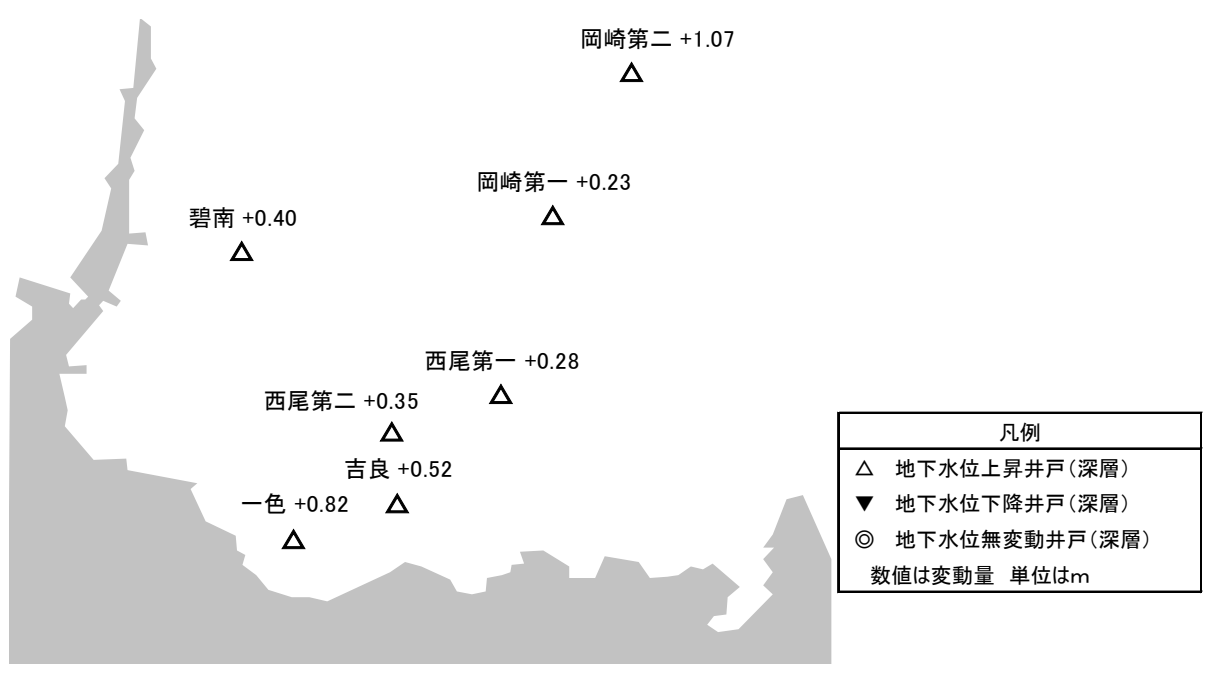 岡崎第二 +1.07
岡崎第一 +0.23
碧南 +0.40
西尾第一 +0.28
西尾第二 +0.35
吉良 +0.52
一色 +0.82
凡例
△ 地下水位上昇井戸(深層)
▼ 地下水位下降井戸(深層)
◎ 地下水位無変動井戸(深層)
数値は変動量 単位はm